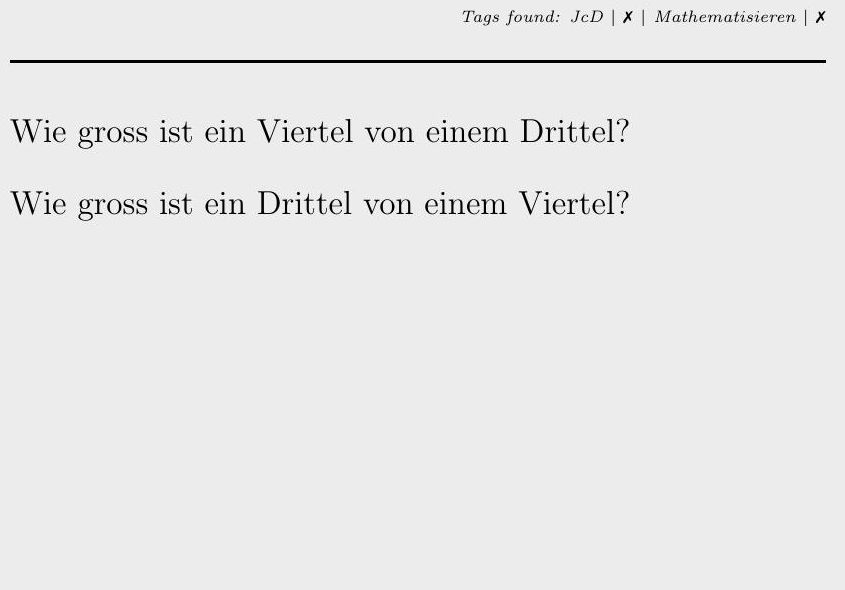 Tags found: JcD | ✗ | Mathematisieren | ✗
Wie gross ist ein Viertel von einem Drittel?
Wie gross ist ein Drittel von einem Viertel?